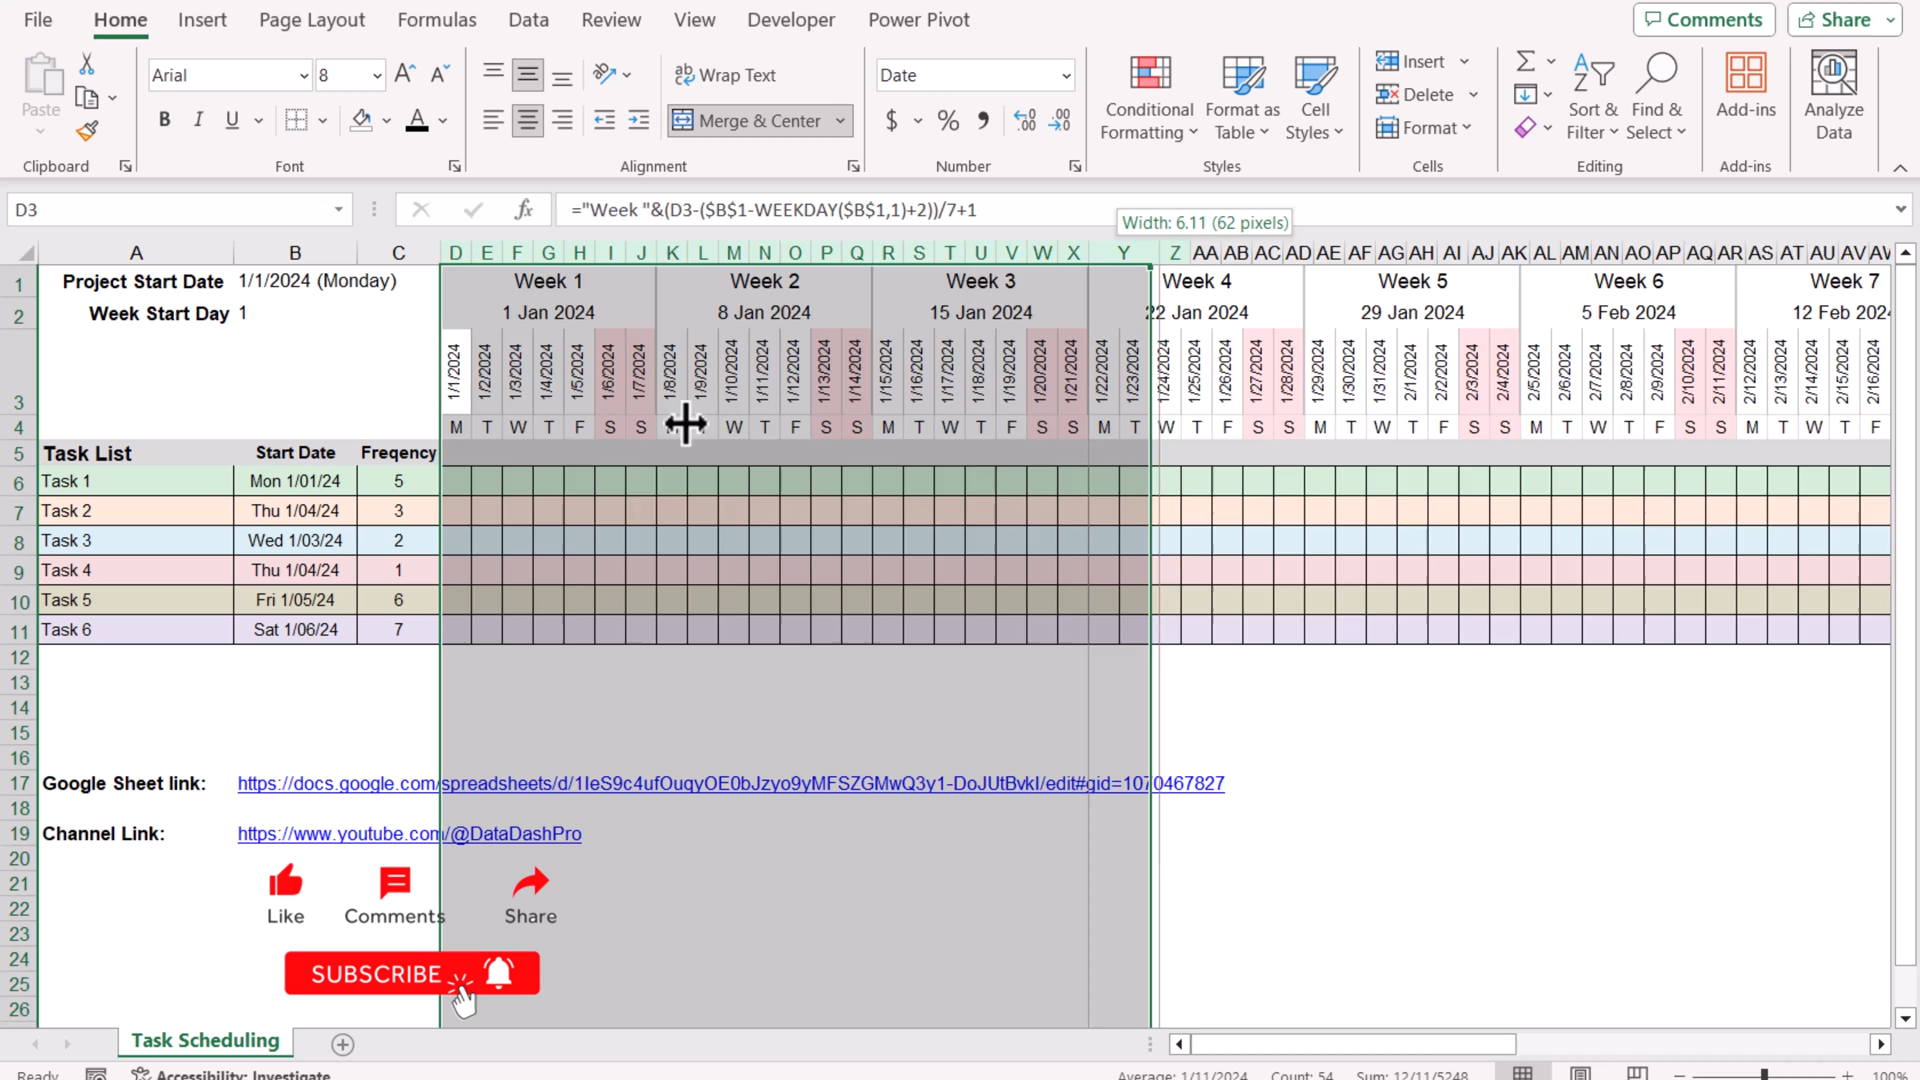 File Home Insert Page Layout Formulas Data Review View Developer Power Pivot Comments Share
Arial 8 Wrap Text Date Insert
Paste B I U Merge & Center $ % Conditional Formatting Format as Table Cell Styles Delete Format Sort & Filter Find & Select Add-ins Analyze Data
Clipboard Font Alignment Number Styles Cells Editing Add-ins
D3 fx ="Week "&(D3-($B$1-WEEKDAY($B$1,1)+2))/7+1
Width: 6.11 (62 pixels)
A B C D E F G H I J K L M N O P Q R S T U V W X Y Z AA AB AC AD AE AF AG AH AI AJ AK AL AM AN AO AP AQ AR AS AT AU AV
1 Project Start Date 1/1/2024 (Monday) Week 1 Week 2 Week 3 Week 4 Week 5 Week 6 Week 7
2 Week Start Day 1 1 Jan 2024 8 Jan 2024 15 Jan 2024 22 Jan 2024 29 Jan 2024 5 Feb 2024 12 Feb 2024
3 1/1/2024 1/2/2024 1/3/2024 1/4/2024 1/5/2024 1/6/2024 1/7/2024 1/8/2024 1/9/2024 1/10/2024 1/11/2024 1/12/2024 1/13/2024 1/14/2024 1/15/2024 1/16/2024 1/17/2024 1/18/2024 1/19/2024 1/20/2024 1/21/2024 1/22/2024 1/23/2024 1/24/2024 1/25/2024 1/26/2024 1/27/2024 1/28/2024 1/29/2024 1/30/2024 1/31/2024 2/1/2024 2/2/2024 2/3/2024 2/4/2024 2/5/2024 2/6/2024 2/7/2024 2/8/2024 2/9/2024 2/10/2024 2/11/2024 2/12/2024 2/13/2024 2/14/2024 2/15/2024 2/16/2024
4 M T W T F S S W T F S S M T W T F S S M T W T F S S M T W T F S S M T W T F S S M T W T F
5 Task List Start Date Freqency
6 Task 1 Mon 1/01/24 5
7 Task 2 Thu 1/04/24 3
8 Task 3 Wed 1/03/24 2
9 Task 4 Thu 1/04/24 1
10 Task 5 Fri 1/05/24 6
11 Task 6 Sat 1/06/24 7
12
13
14
15
16
17 Google Sheet link: https://docs.google.com/spreadsheets/d/1IeS9c4ufOuqyOE0bJzyo9yMFSZGMwQ3y1-DoJUtBvkI/edit#gid=1070467827
18
19 Channel Link: https://www.youtube.com/@DataDashPro
20
21
22 Like Comments Share
23
24 SUBSCRIBE
25
26
Task Scheduling
Ready Accessibility: Investigate Average: 1/11/2024 Count: 54 Sum: 12/11/5248 100%